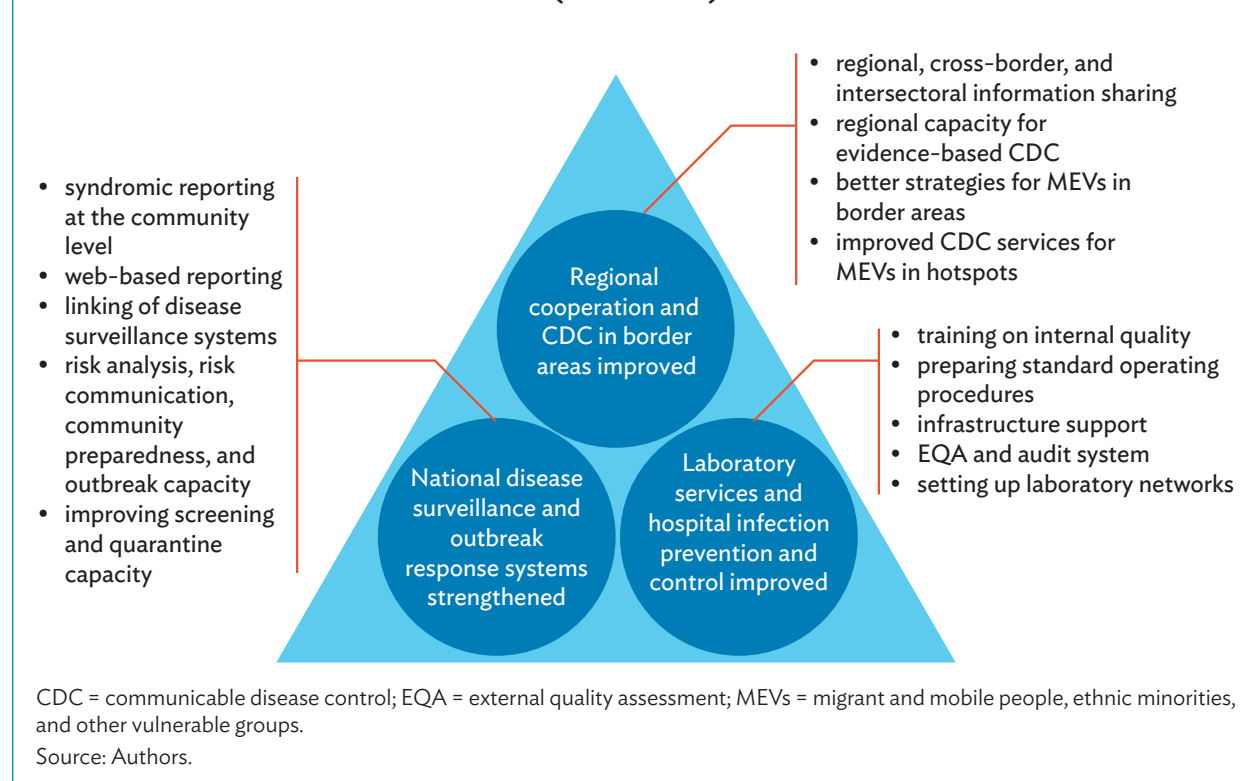 • regional, cross-border, and
intersectoral information sharing
• regional capacity for
evidence-based CDC
• better strategies for MEVs in
border areas
• improved CDC services for
MEVs in hotspots
• syndromic reporting
at the community
level
• web-based reporting
• linking of disease
surveillance systems
• risk analysis, risk
communication,
community
preparedness, and
outbreak capacity
• improving screening
and quarantine
capacity
Regional
cooperation and
CDC in border
areas improved
• training on internal quality
• preparing standard operating
procedures
• infrastructure support
• EQA and audit system
• setting up laboratory networks
National disease
surveillance and
outbreak
response systems
strengthened
Laboratory
services and
hospital infection
prevention and
control improved
CDC = communicable disease control; EQA = external quality assessment; MEVs = migrant and mobile people, ethnic minorities,
and other vulnerable groups.
Source: Authors.